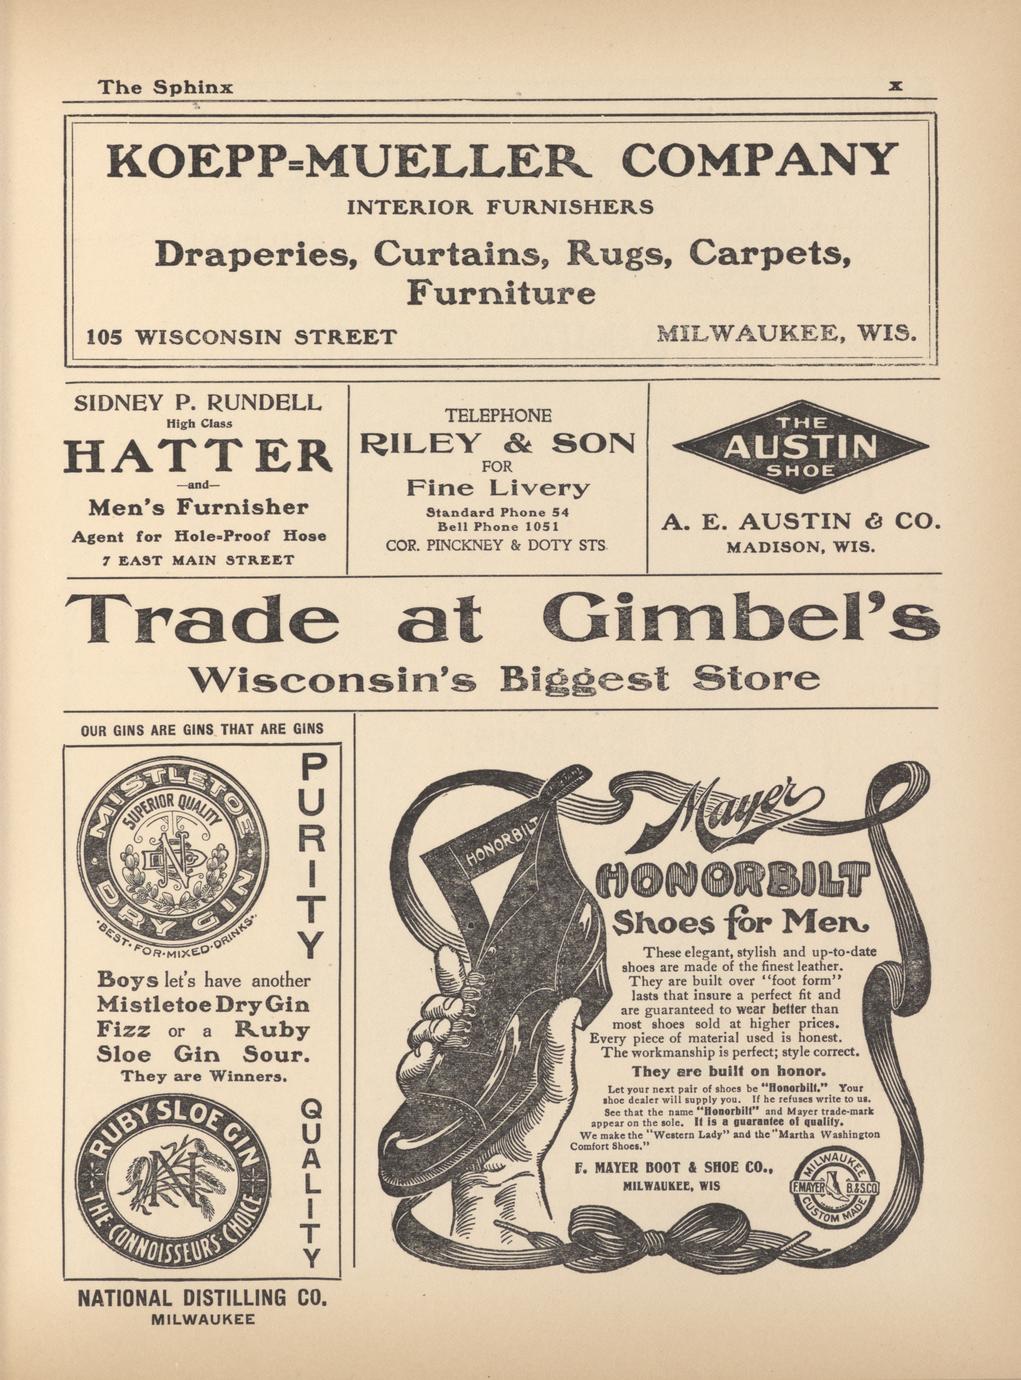 The Sphinx x
KOEPP=MUELLER COMPANY
INTERIOR FURNISHERS
Draperies, Curtains, Rugs, Carpets,
Furniture
105 WISCONSIN STREET MILWAUKEE, WIS.
SIDNEY P. RUNDELL
High Class
HATTER
—and—
Men's Furnisher
Agent for Hole=Proof Hose
7 EAST MAIN STREET
TELEPHONE
RILEY & SON
FOR
Fine Livery
Standard Phone 54
Bell Phone 1051
COR. PINCKNEY & DOTY STS.
THE
AUSTIN
SHOE
A. E. AUSTIN & CO.
MADISON, WIS.
Trade at Gimbel's
Wisconsin's Biggest Store
OUR GINS ARE GINS THAT ARE GINS
MISTLETOE
SUPERIOR QUALITY
DRY GIN
·BEST·FOR·MIXED·DRINKS·
PURITY
Boys let's have another
Mistletoe Dry Gin
Fizz or a Ruby
Sloe Gin Sour.
They are Winners.
RUBY SLOE GIN
N
THE CONNOISSEURS' CHOICE
QUALITY
NATIONAL DISTILLING CO.
MILWAUKEE
HONORBILT
Mayer
HONORBILT
Shoes for Men
These elegant, stylish and up-to-date
shoes are made of the finest leather.
They are built over "foot form"
lasts that insure a perfect fit and
are guaranteed to wear better than
most shoes sold at higher prices.
Every piece of material used is honest.
The workmanship is perfect; style correct.
They are built on honor.
Let your next pair of shoes be "Honorbilt." Your
shoe dealer will supply you. If he refuses write to us.
See that the name "Honorbilt" and Mayer trade-mark
appear on the sole. It is a guarantee of quality.
We make the "Western Lady" and the "Martha Washington
Comfort Shoes."
F. MAYER BOOT & SHOE CO.,
MILWAUKEE, WIS
MILWAUKEE
F. MAYER B. & S. CO.
CUSTOM MADE